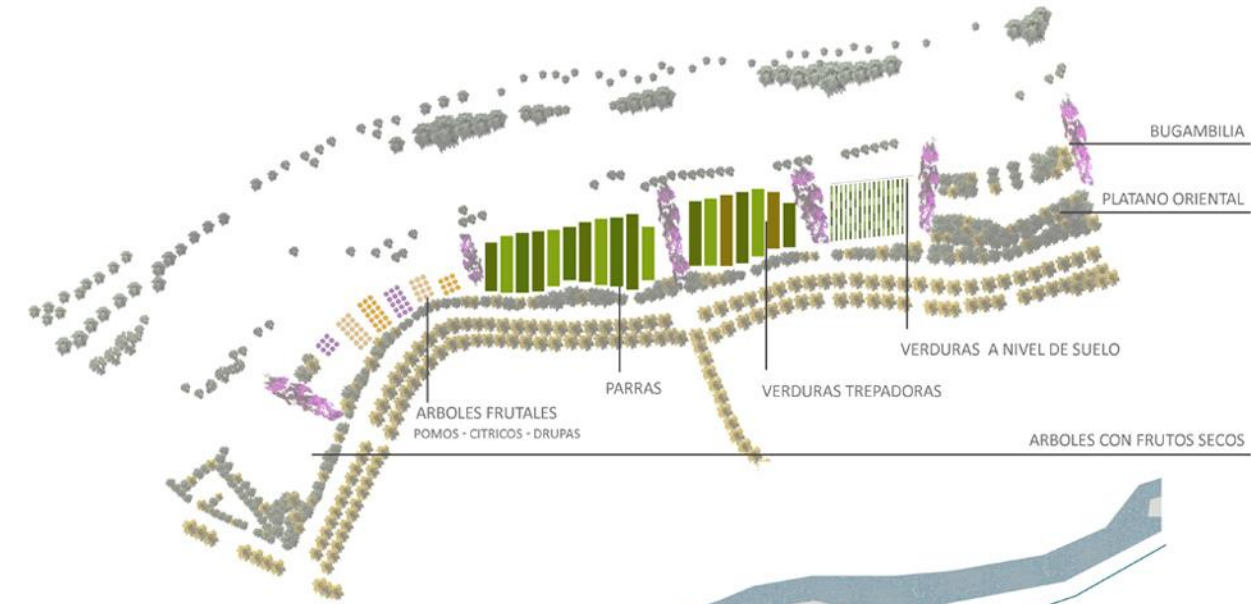 BUGAMBILIA
PLATANO ORIENTAL
VERDURAS A NIVEL DE SUELO
PARRAS
VERDURAS TREPADORAS
ARBOLES FRUTALES
POMOS - CITRICOS - DRUPAS
ARBOLES CON FRUTOS SECOS